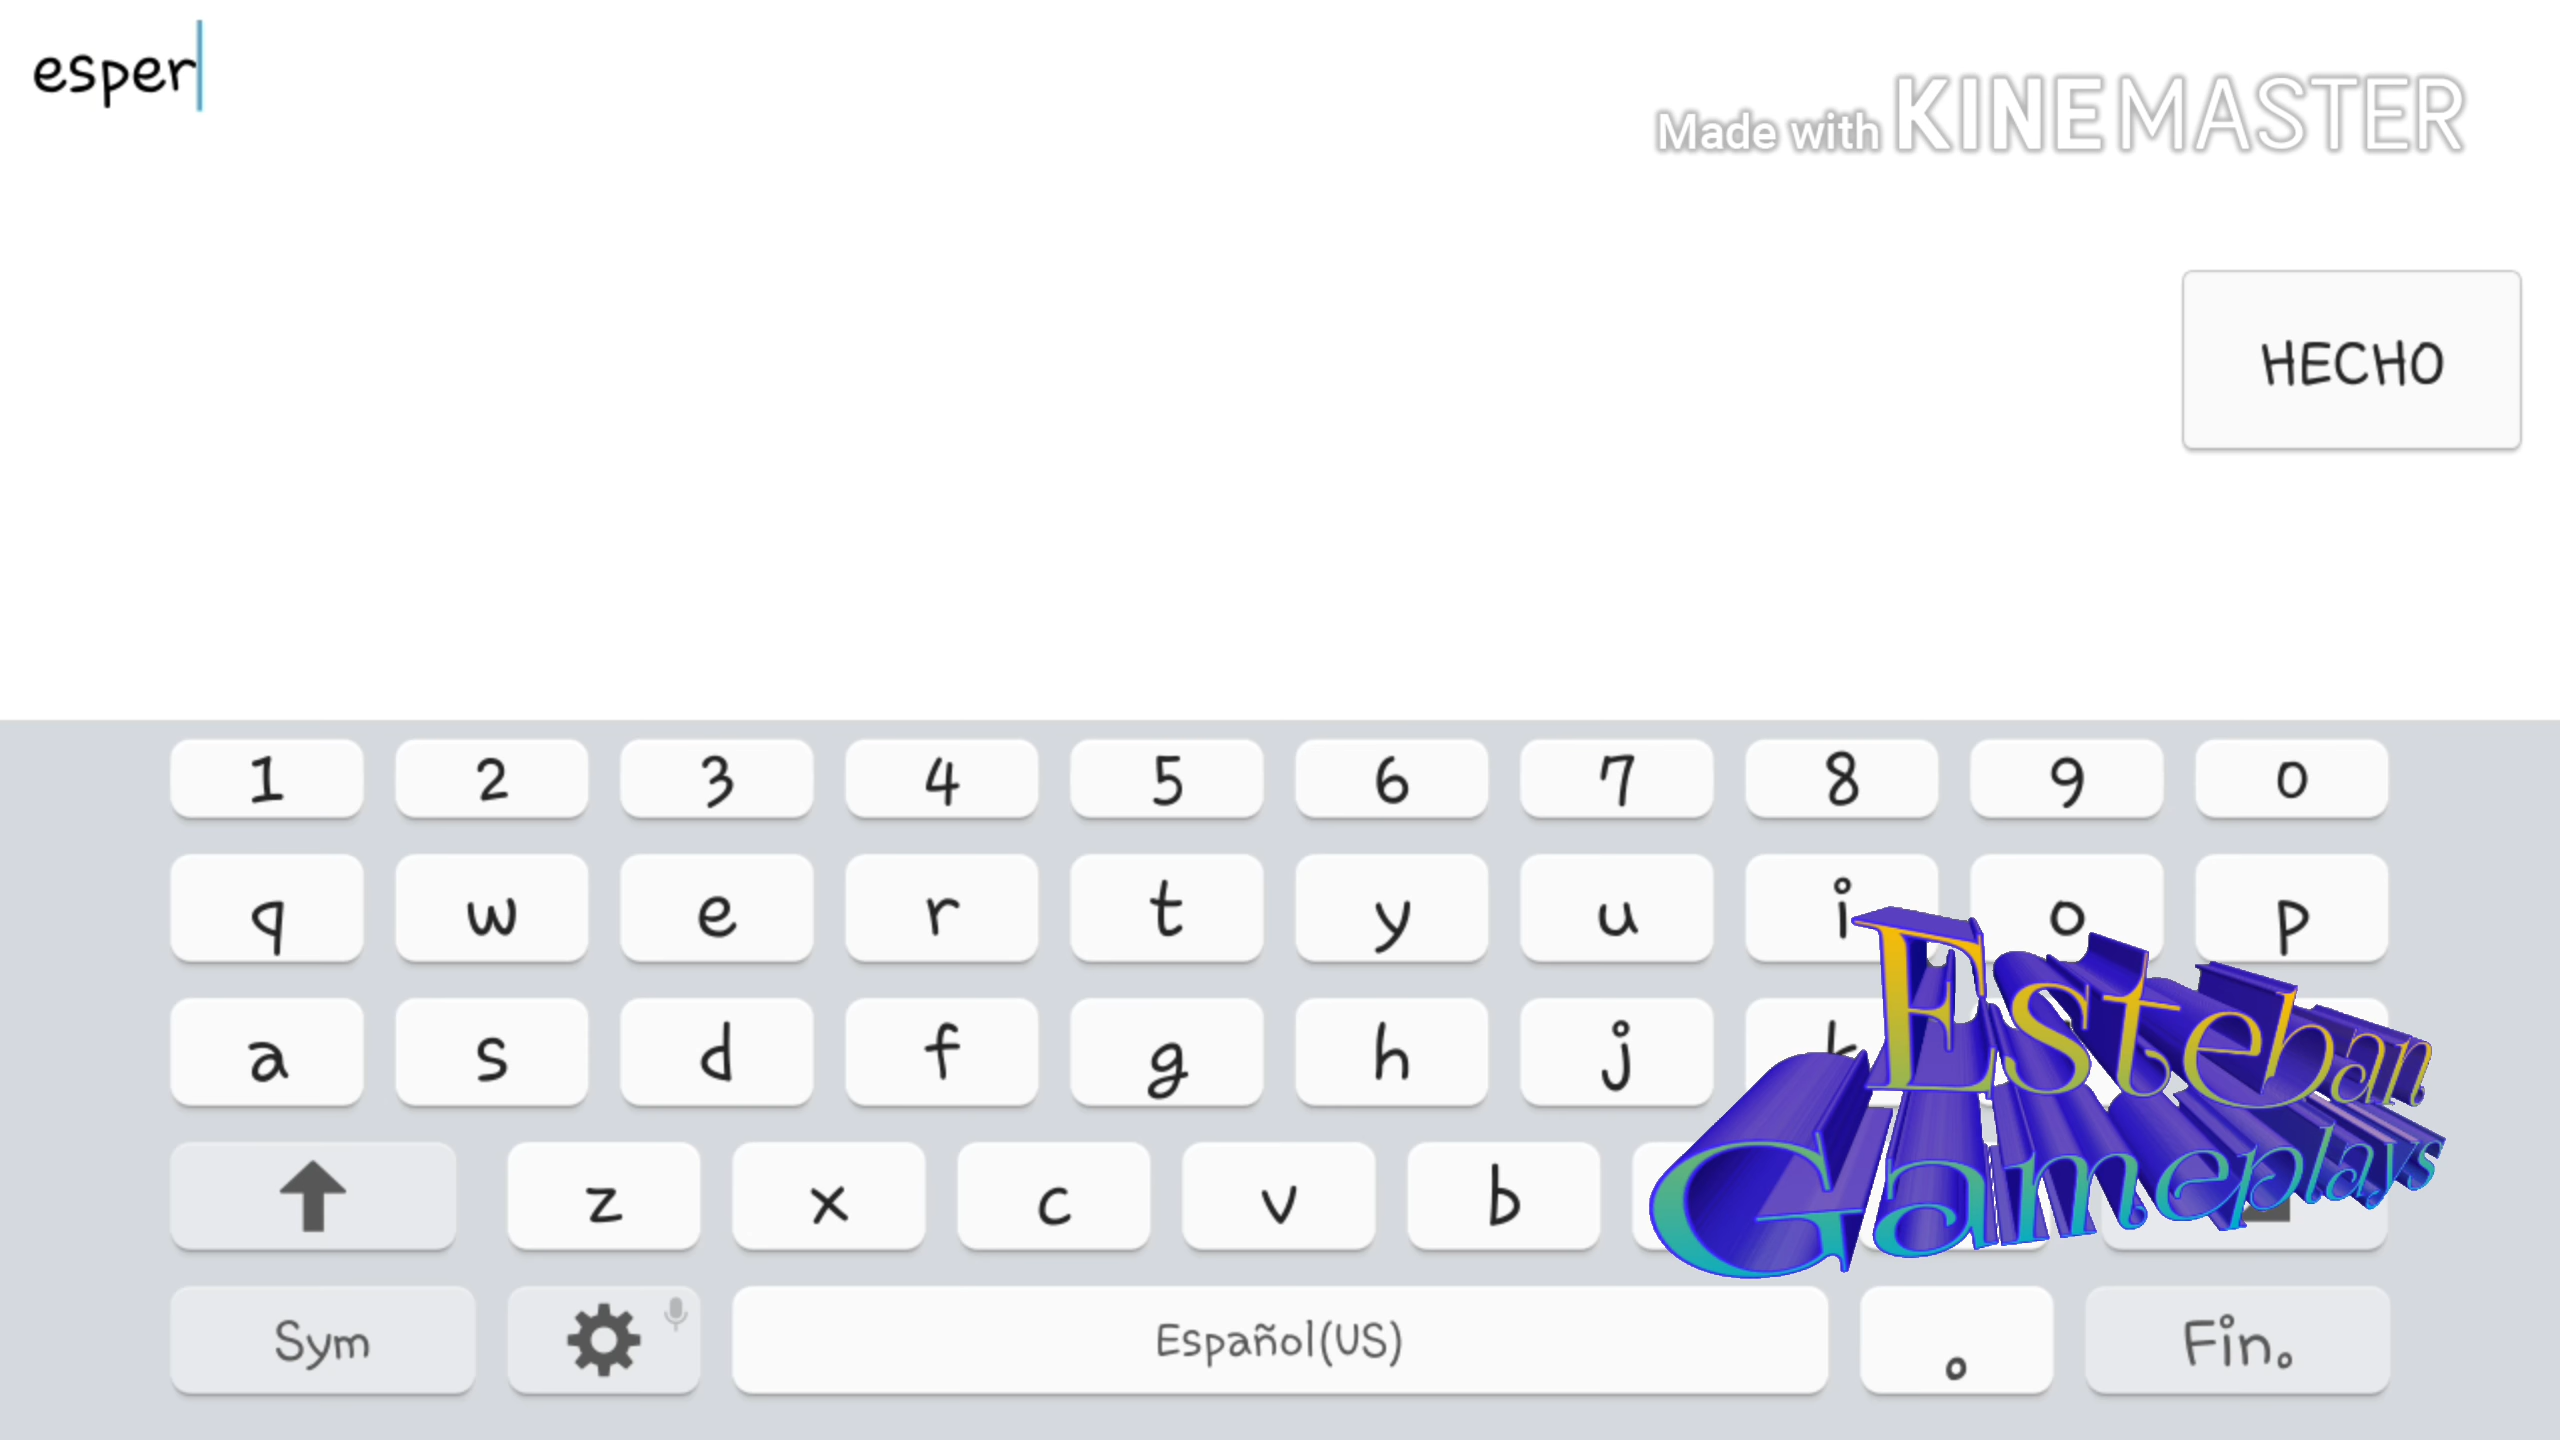 esper
Made with KINEMASTER
HECHO
1 2 3 4 5 6 7 8 9 0
q w e r t y u i o p
a s d f g h j k
z x c v b
Esteban
Gameplays
Sym Español(US) . Fin.